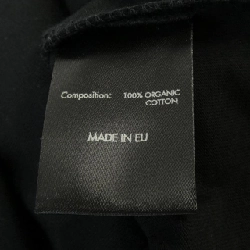 Composition: 100% ORGANIC
COTTON
MADE IN EU